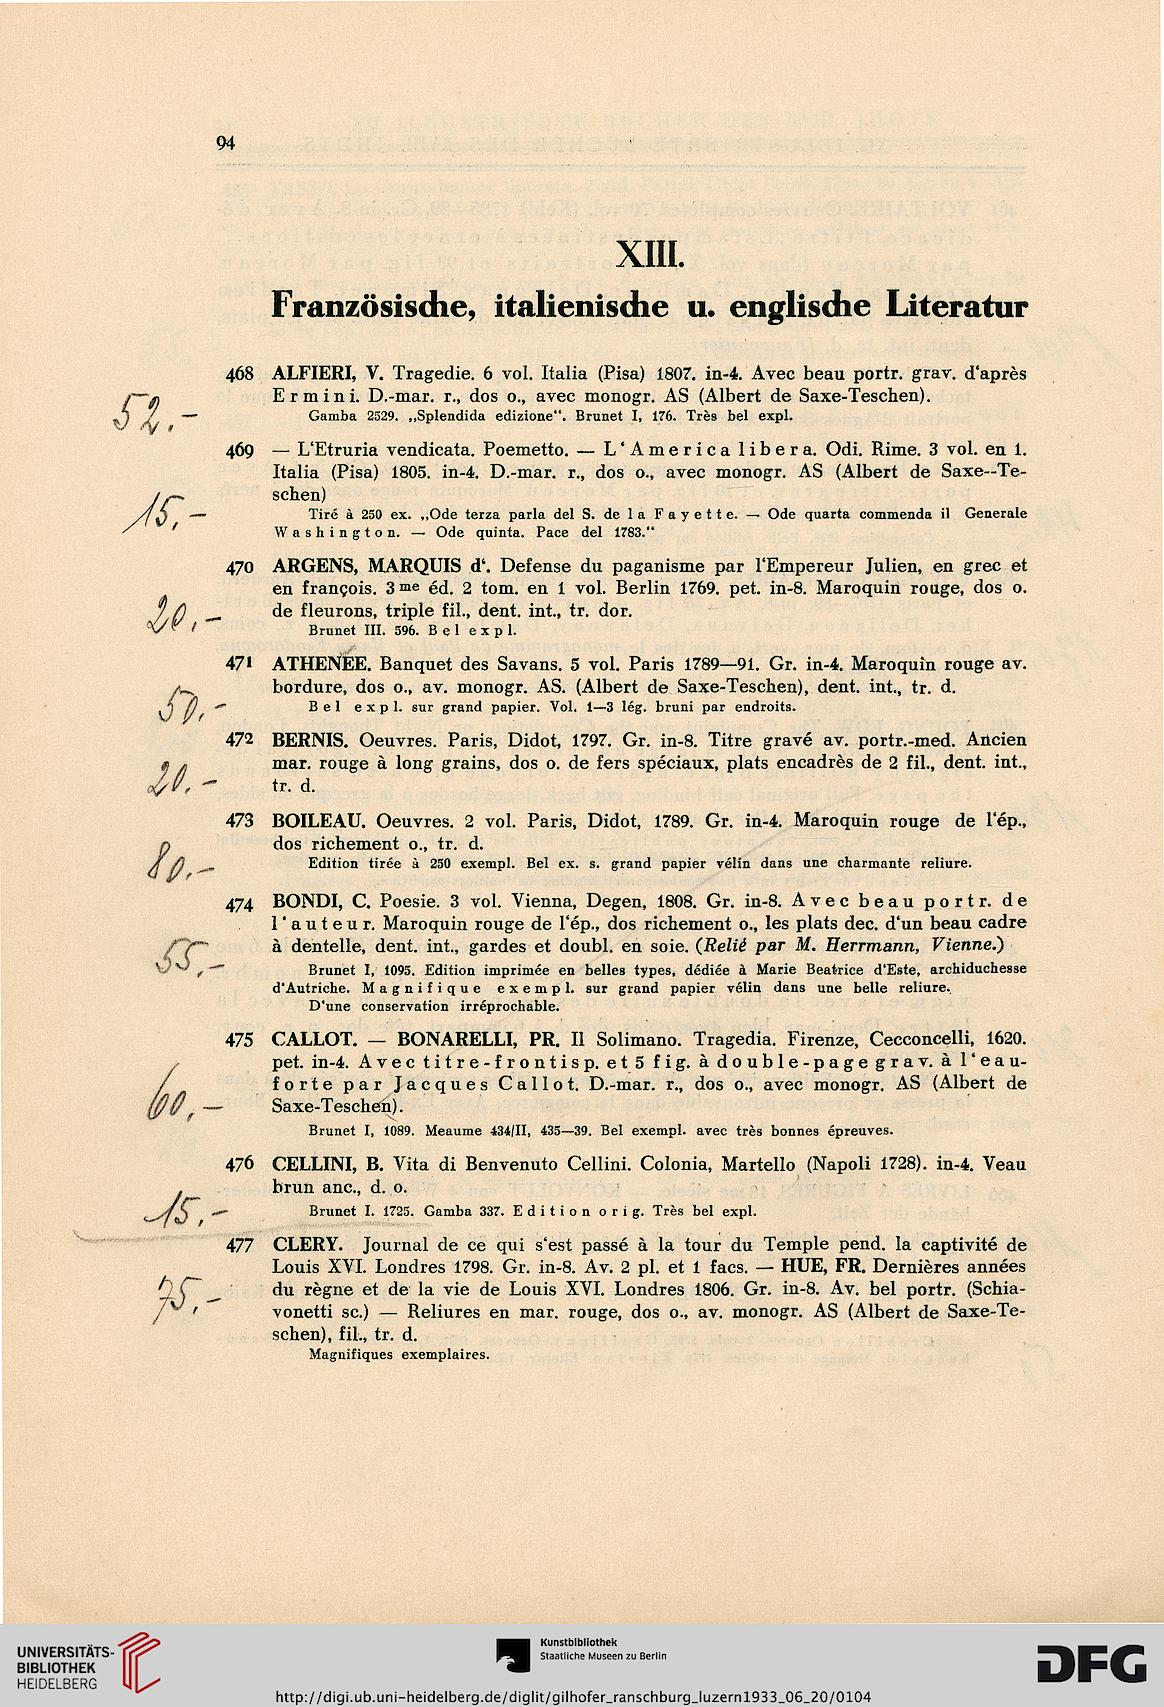 94
XIII.
Französische, italienische u. englische Literatur
468 ALFIERI, V. Tragedie. 6 vol. Italia (Pisa) 1807. in-4. Avec beau portr. grav. d'après
Ermini. D.-mar. r., dos o., avec monogr. AS (Albert de Saxe-Teschen).
52.-
Gamba 2529. „Splendida edizione". Brunet I, 176. Très bel expl.
469 — L'Etruria vendicata. Poemetto. — L'America libera. Odi. Rime. 3 vol. en 1.
Italia (Pisa) 1805. in-4. D.-mar. r., dos o., avec monogr. AS (Albert de Saxe--Te-
schen)
15.-
Tiré à 250 ex. „Ode terza parla del S. de la Fayette. — Ode quarta commenda il Generale
Washington. — Ode quinta. Pace del 1783."
470 ARGENS, MARQUIS d'. Defense du paganisme par l'Empereur Julien, en grec et
en françois. 3me éd. 2 tom. en 1 vol. Berlin 1769. pet. in-8. Maroquin rouge, dos o.
de fleurons, triple fil., dent. int., tr. dor.
20.-
Brunet III. 596. Bel expl.
471 ATHENÉE. Banquet des Savans. 5 vol. Paris 1789—91. Gr. in-4. Maroquin rouge av.
bordure, dos o., av. monogr. AS. (Albert de Saxe-Teschen), dent. int., tr. d.
50.-
Bel expl. sur grand papier. Vol. 1—3 lég. bruni par endroits.
472 BERNIS. Oeuvres. Paris, Didot, 1797. Gr. in-8. Titre gravé av. portr.-med. Ancien
mar. rouge à long grains, dos o. de fers spéciaux, plats encadrès de 2 fil., dent. int.,
20.- tr. d.
473 BOILEAU. Oeuvres. 2 vol. Paris, Didot, 1789. Gr. in-4. Maroquin rouge de l'ép.,
dos richement o., tr. d.
80.-
Edition tirée à 250 exempl. Bel ex. s. grand papier vélin dans une charmante reliure.
474 BONDI, C. Poesie. 3 vol. Vienna, Degen, 1808. Gr. in-8. Avec beau portr. de
l'auteur. Maroquin rouge de l'ép., dos richement o., les plats dec. d'un beau cadre
à dentelle, dent. int., gardes et doubl. en soie. (Relié par M. Herrmann, Vienne.)
55.-
Brunet I, 1095. Edition imprimée en belles types, dédiée à Marie Beatrice d'Este, archiduchesse
d'Autriche. Magnifique exempl. sur grand papier vélin dans une belle reliure.
D'une conservation irréprochable.
475 CALLOT. — BONARELLI, PR. Il Solimano. Tragedia. Firenze, Cecconcelli, 1620.
pet. in-4. Avec titre-frontisp. et 5 fig. à double-page grav. à l'eau-
forte par Jacques Callot. D.-mar. r., dos o., avec monogr. AS (Albert de
60.- Saxe-Teschen).
Brunet I, 1089. Meaume 434/II, 435—39. Bel exempl. avec très bonnes épreuves.
476 CELLINI, B. Vita di Benvenuto Cellini. Colonia, Martello (Napoli 1728). in-4. Veau
brun anc., d. o.
15.-
Brunet I. 1725. Gamba 337. Edition orig. Très bel expl.
477 CLERY. Journal de ce qui s'est passé à la tour du Temple pend. la captivité de
Louis XVI. Londres 1798. Gr. in-8. Av. 2 pl. et 1 facs. — HUE, FR. Dernières années
du règne et de la vie de Louis XVI. Londres 1806. Gr. in-8. Av. bel portr. (Schia-
75.- vonetti sc.) — Reliures en mar. rouge, dos o., av. monogr. AS (Albert de Saxe-Te-
schen), fil., tr. d.
Magnifiques exemplaires.
UNIVERSITÄTS-
BIBLIOTHEK
HEIDELBERG
Kunstbibliothek
Staatliche Museen zu Berlin
DFG
http://digi.ub.uni-heidelberg.de/diglit/gilhofer_ranschburg_luzern1933_06_20/0104